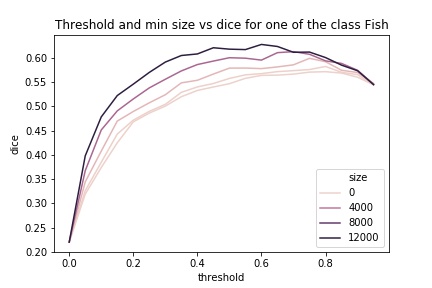 Threshold and min size vs dice for one of the class Fish
0.60
0.55
0.50
0.45
0.40
0.35
0.30
0.25
0.20
dice
size
0
4000
8000
12000
0.0 0.2 0.4 0.6 0.8
threshold